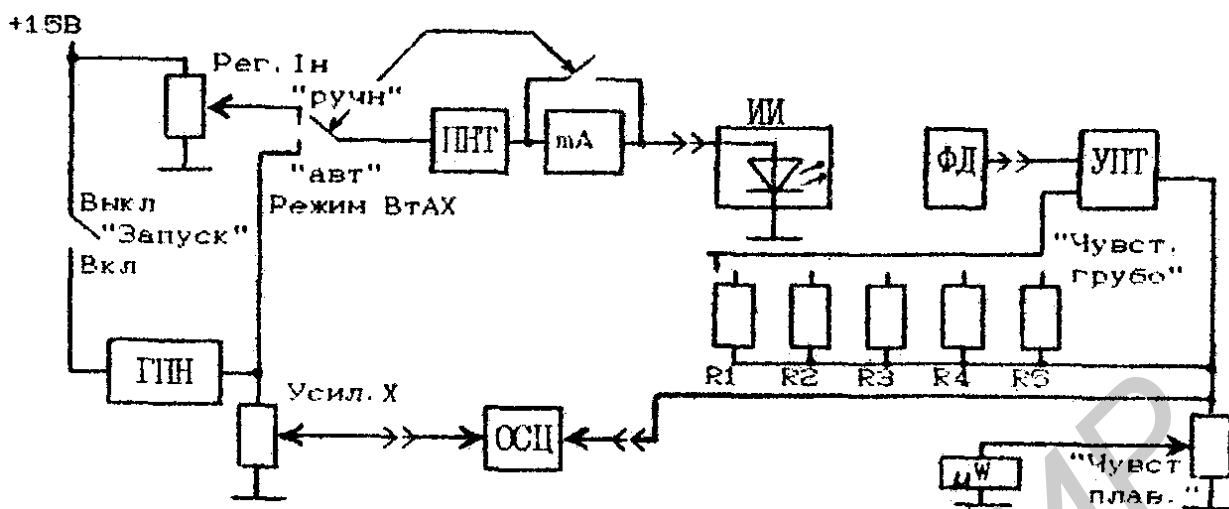 +15В
Рег. Iн
"ручн"
ПНТ
mA
ИИ
ФД
УПТ
"авт"
Режим ВтАХ
Выкл
"Запуск"
Вкл
"Чувст.
грубо"
ГПН
R1 R2 R3 R4 R5
Усил. X
ОСЦ
μW
"Чувст
плав."